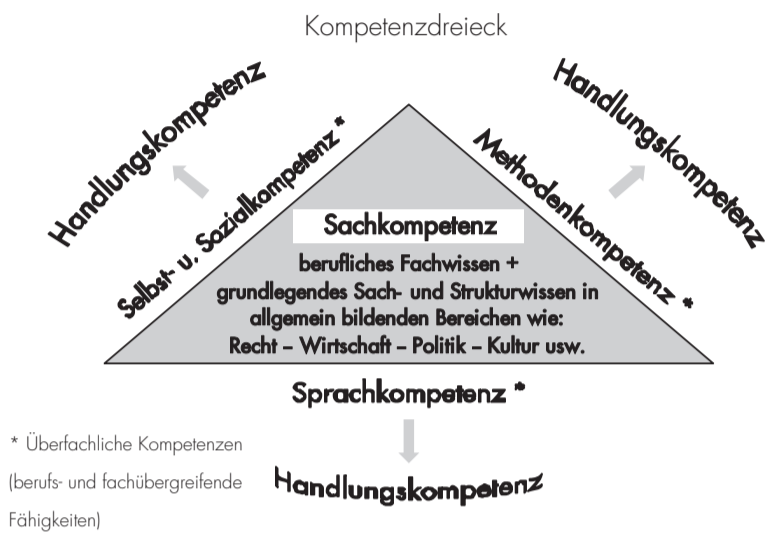 Kompetenzdreieck
Handlungskompetenz
Handlungskompetenz
Selbst- u. Sozialkompetenz *
Methodenkompetenz *
Sachkompetenz
berufliches Fachwissen +
grundlegendes Sach- und Strukturwissen in
allgemein bildenden Bereichen wie:
Recht – Wirtschaft – Politik – Kultur usw.
Sprachkompetenz *
* Überfachliche Kompetenzen
(berufs- und fachübergreifende
Fähigkeiten)
Handlungskompetenz